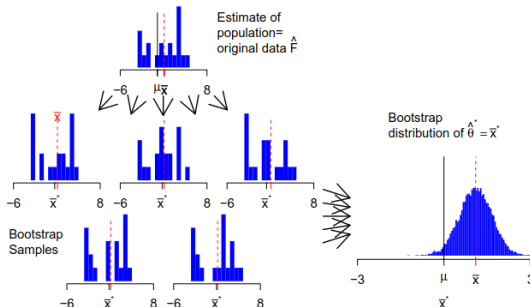 Estimate of
population=
original data F̂
-6 μ x̄ 8
x̄
Bootstrap
distribution of θ̂* = x̄*
-6 x̄* 8
-6 x̄* 8
-6 x̄* 8
Bootstrap
Samples
-6 x̄* 8
-6 x̄* 8
-3 μ x̄ 3
x̄*